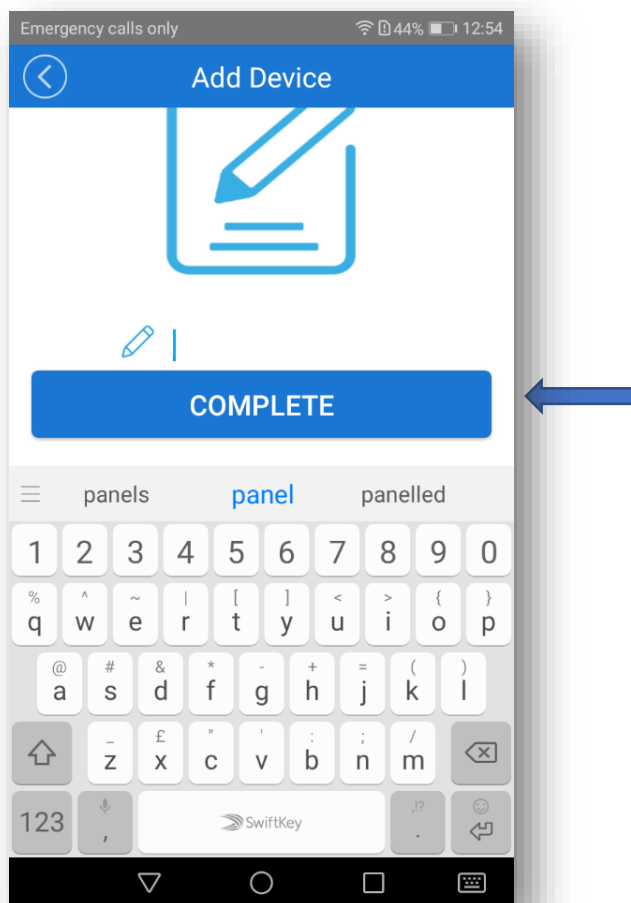 Emergency calls only 44% 12:54
Add Device
COMPLETE
panels panel panelled
1 2 3 4 5 6 7 8 9 0
% ^ ~ | [ ] < > { }
q w e r t y u i o p
@ # & * - + = ( )
a s d f g h j k l
_ £ " ' : ; /
z x c v b n m
123 , SwiftKey ,!? .